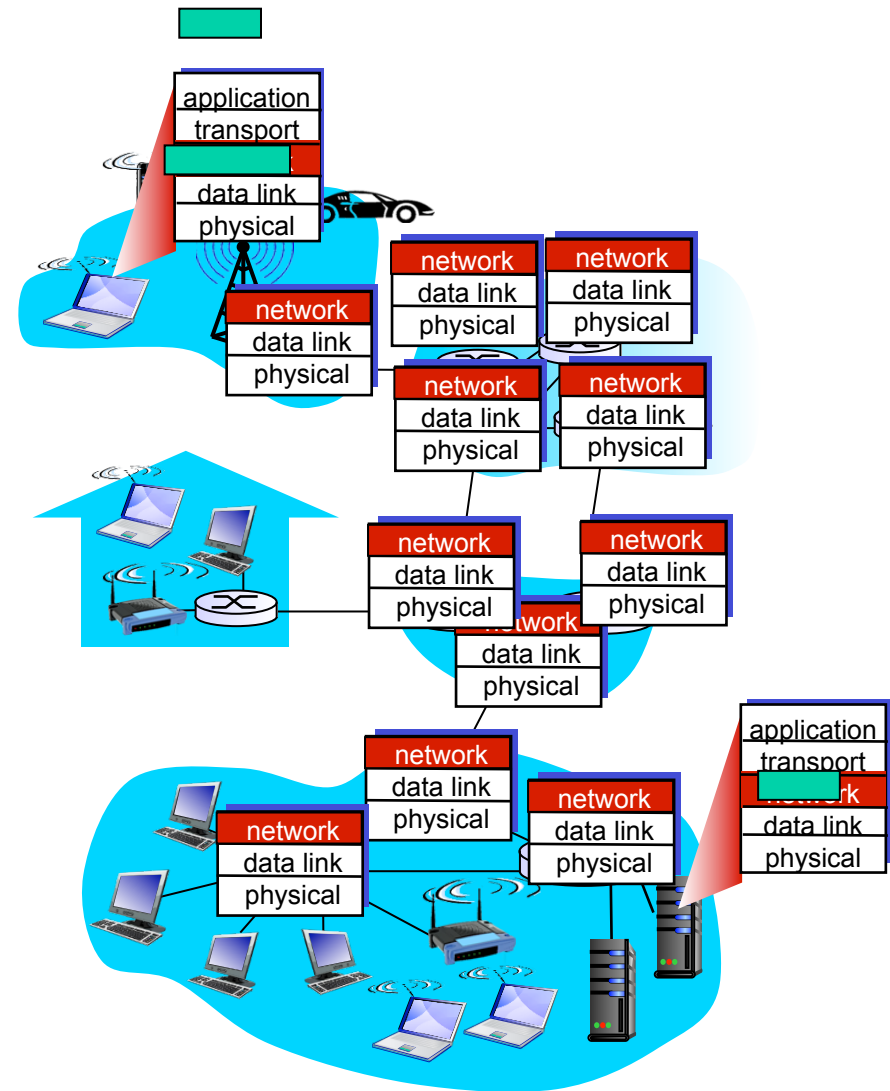 application
transport
data link
physical
network
data link
physical
network
data link
physical
network
data link
physical
network
data link
physical
network
data link
physical
network
data link
physical
network
data link
physical
network
data link
physical
application
transport
network
data link
physical
network
data link
physical
network
data link
physical
network
data link
physical